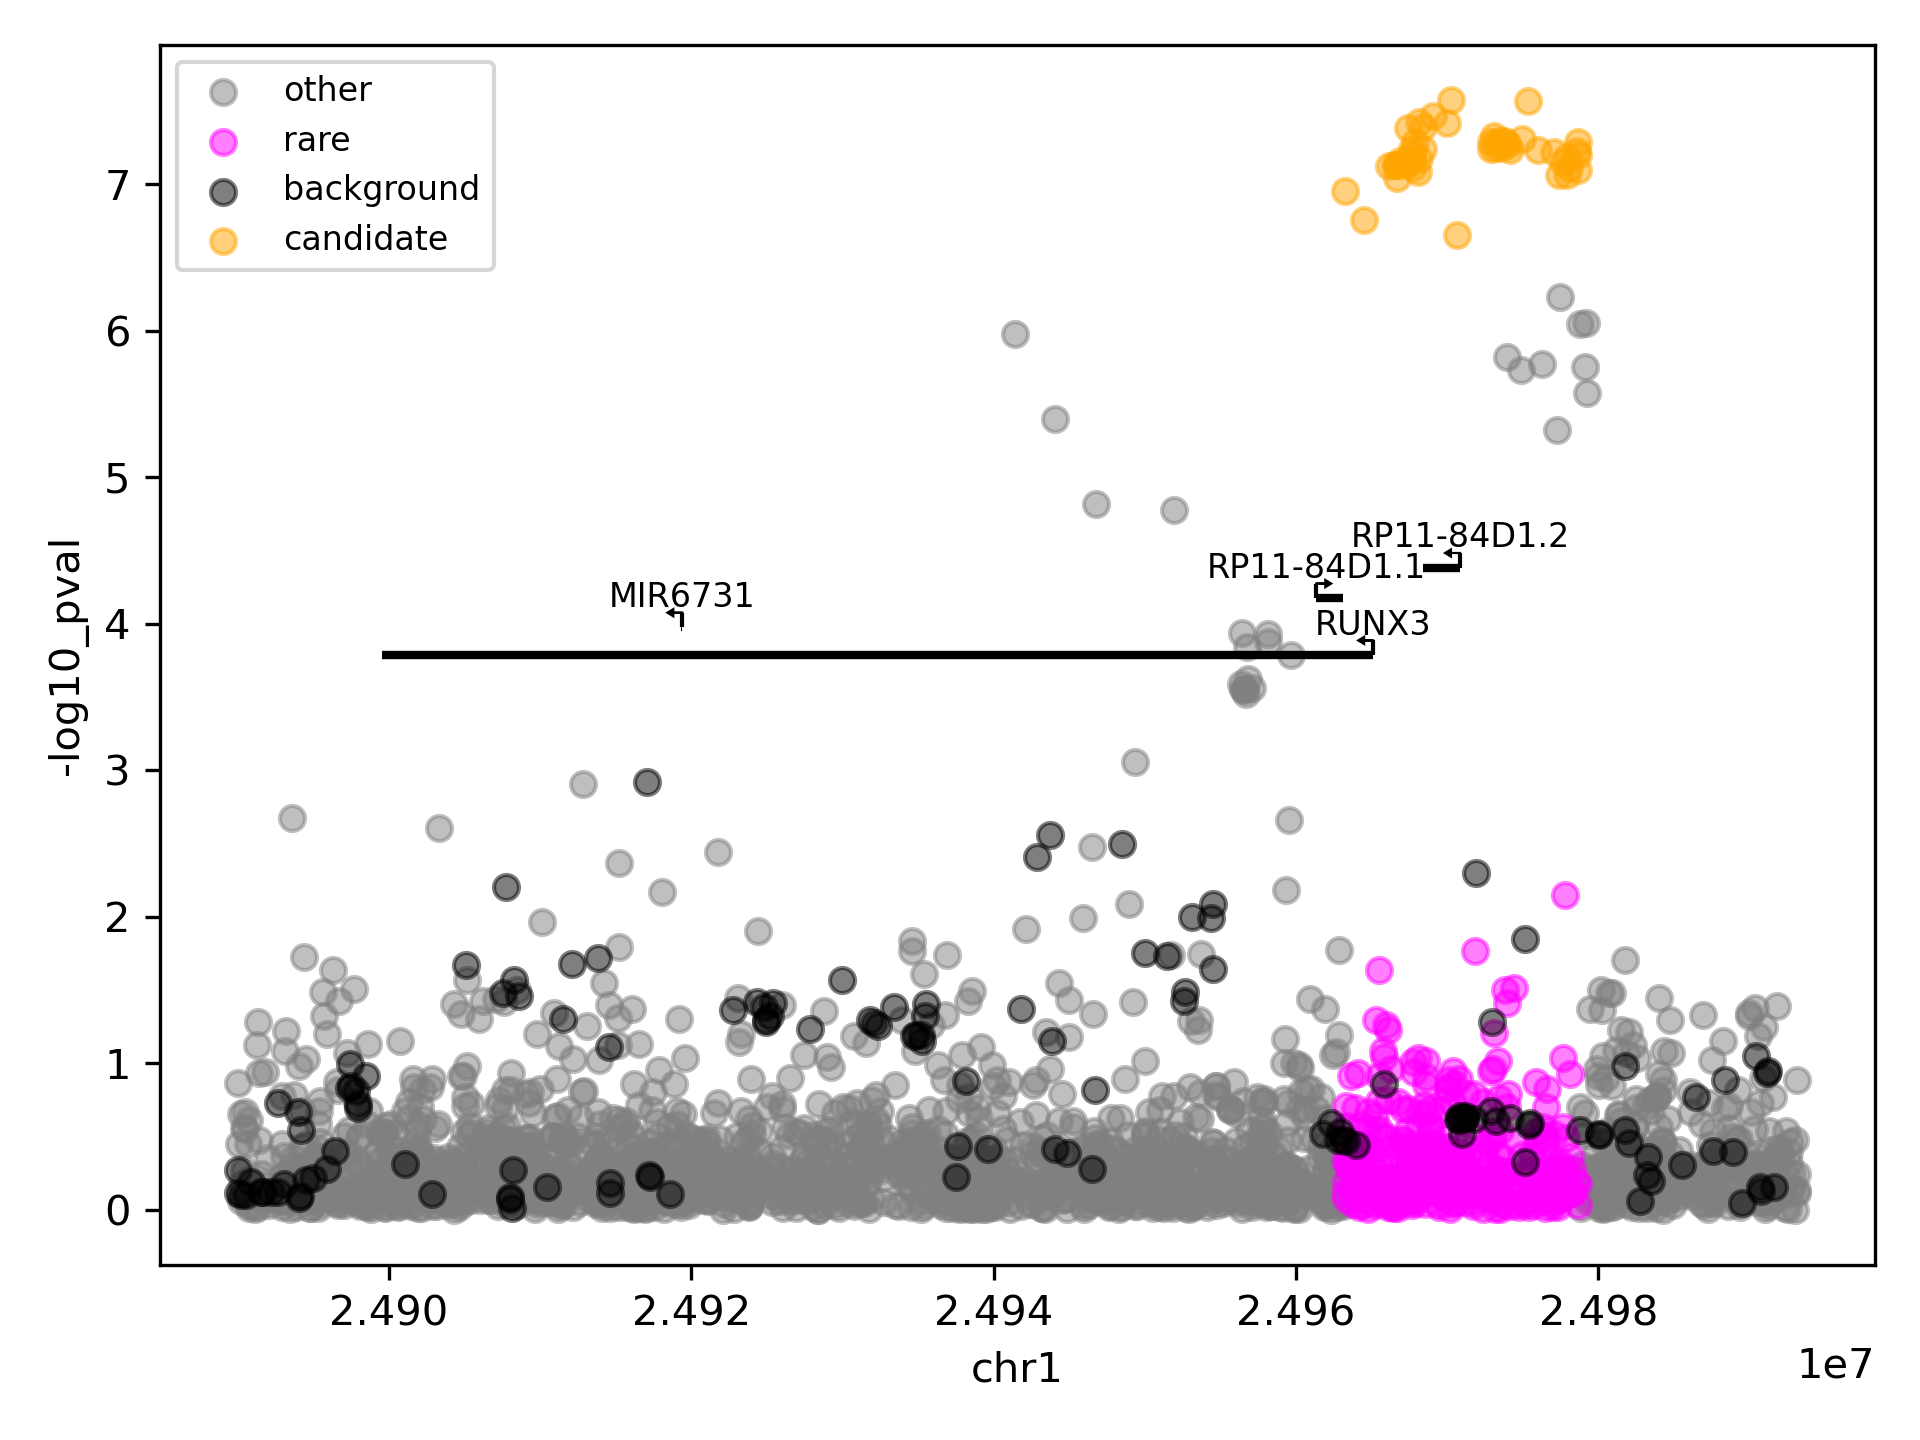 other
rare
background
candidate
7
6
5
4
3
2
1
0
-log10_pval
RP11-84D1.2
RP11-84D1.1
MIR6731
RUNX3
2.490 2.492 2.494 2.496 2.498
1e7
chr1